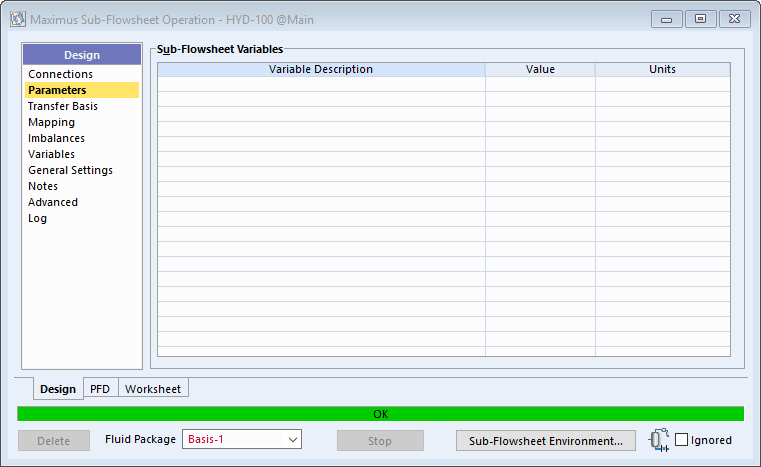 Maximus Sub-Flowsheet Operation - HYD-100 @Main
Design
Connections
Parameters
Transfer Basis
Mapping
Imbalances
Variables
General Settings
Notes
Advanced
Log
Sub-Flowsheet Variables
Variable Description Value Units
Design PFD Worksheet
OK
Delete Fluid Package Basis-1 Stop Sub-Flowsheet Environment... Ignored